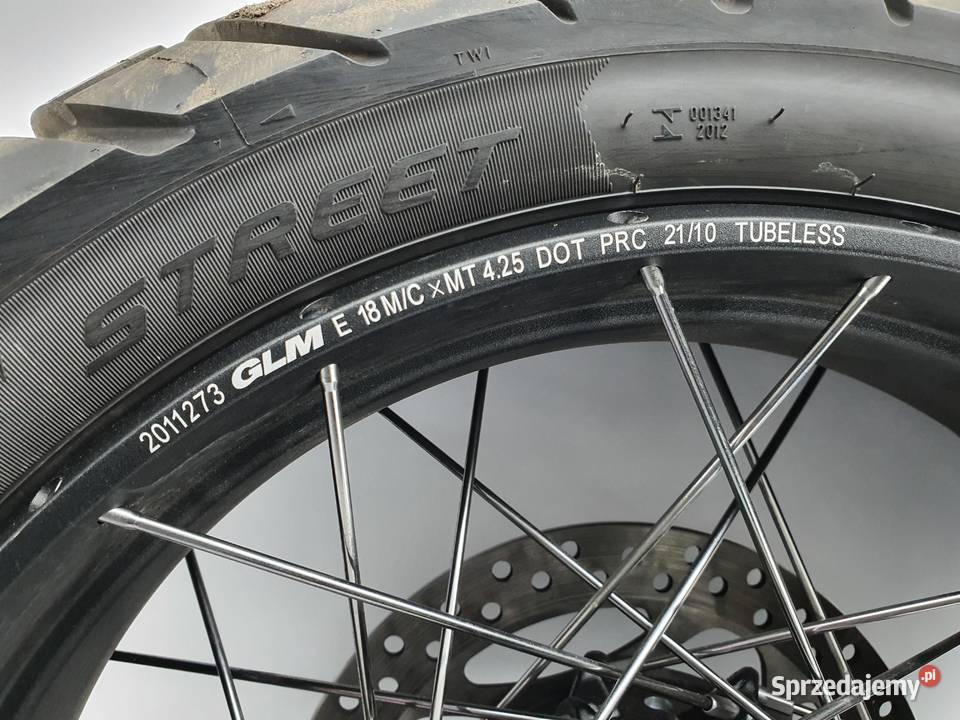 TWI
001341
2012
STREET
2011273 GLM E 18 M/C × MT 4.25 DOT PRC 21/10 TUBELESS
Sprzedajemy.pl